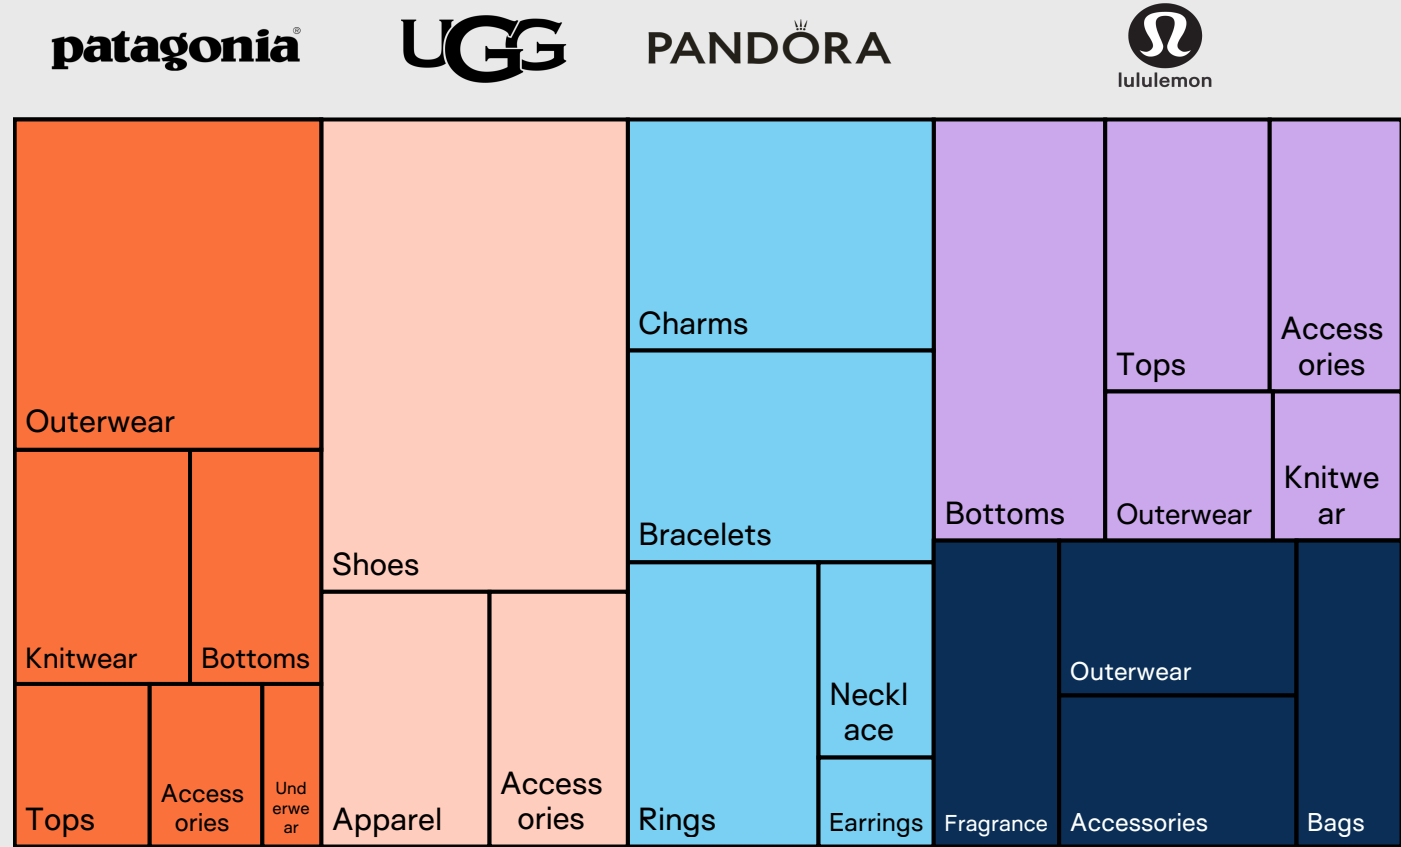 patagonia®
UGG
PANDORA
lululemon
Outerwear
Knitwear
Bottoms
Tops
Access
ories
Und
erwe
ar
Shoes
Apparel
Access
ories
Charms
Bracelets
Rings
Neckl
ace
Earrings
Bottoms
Tops
Access
ories
Outerwear
Knitwe
ar
Fragrance
Outerwear
Accessories
Bags